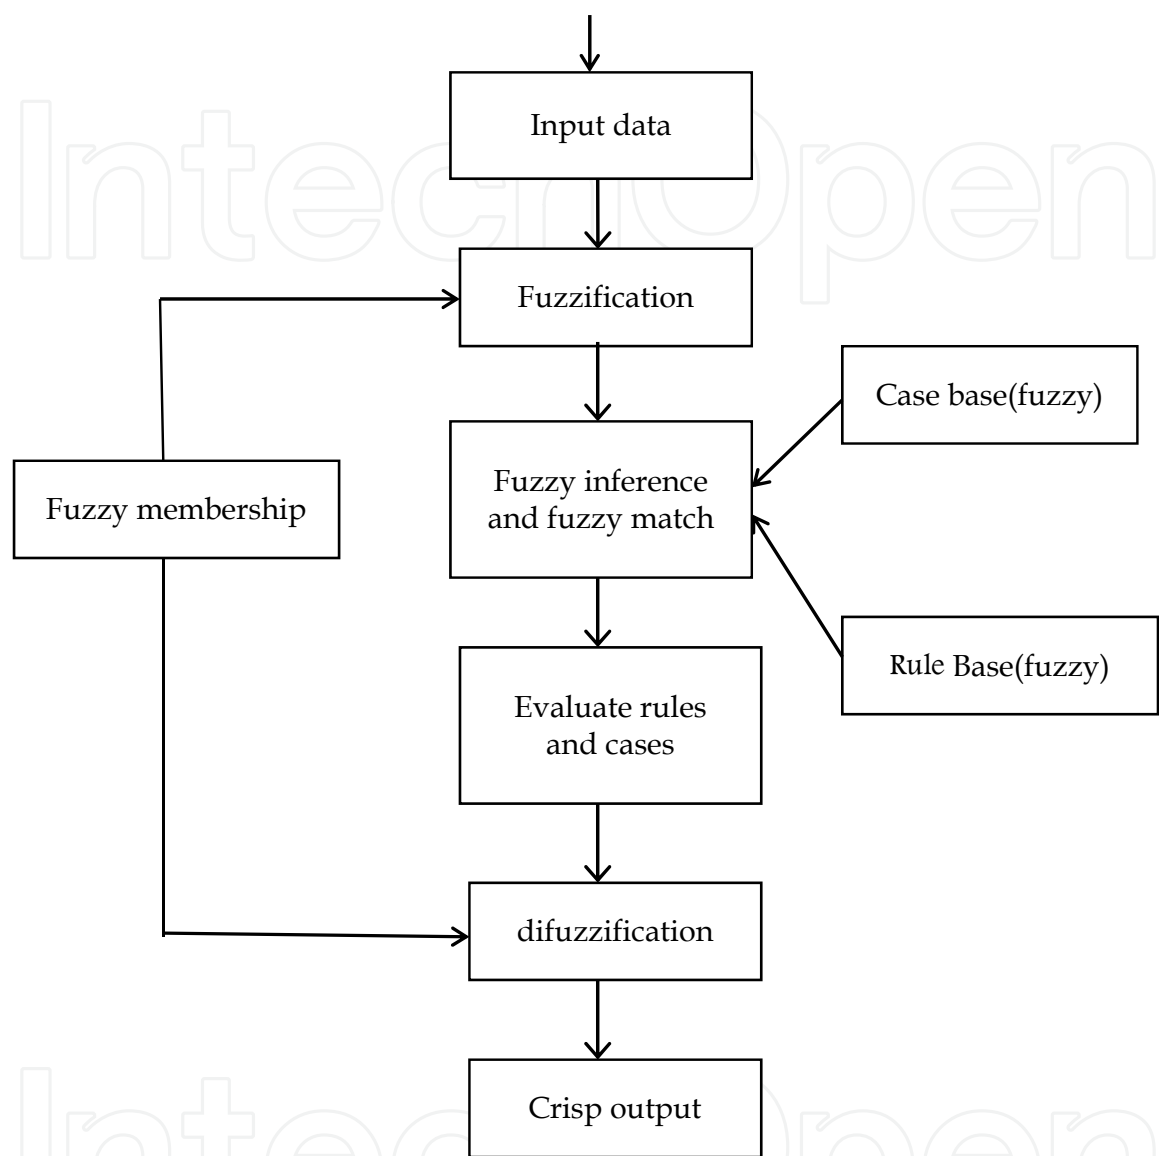 IntechOpen
Input data
Fuzzification
Case base(fuzzy)
Fuzzy inference
and fuzzy match
Fuzzy membership
Rule Base(fuzzy)
Evaluate rules
and cases
difuzzification
Crisp output
IntechOpen